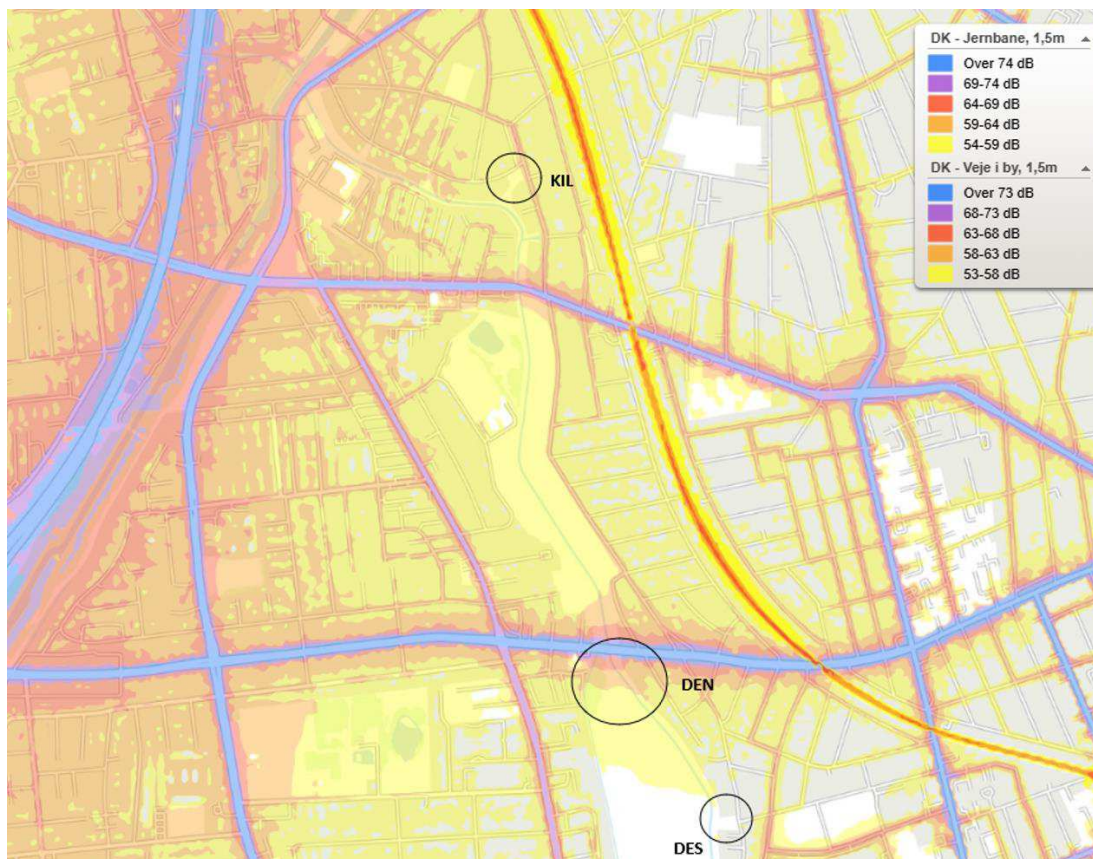 DK - Jernbane, 1,5m
Over 74 dB
69-74 dB
64-69 dB
59-64 dB
54-59 dB
DK - Veje i by, 1,5m
Over 73 dB
68-73 dB
63-68 dB
58-63 dB
53-58 dB
KIL
DEN
DES